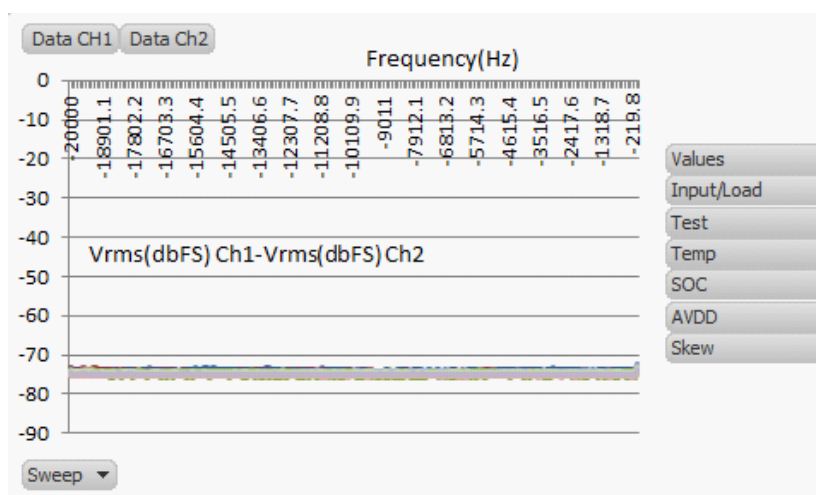 Data CH1 Data Ch2
Frequency(Hz)
0
-10
-20
-30
-40
-50
-60
-70
-80
-90
-20000
-18901.1
-17802.2
-16703.3
-15604.4
-14505.5
-13406.6
-12307.7
-11208.8
-10109.9
-9011
-7912.1
-6813.2
-5714.3
-4615.4
-3516.5
-2417.6
-1318.7
-219.8
Vrms(dbFS) Ch1-Vrms(dbFS) Ch2
Values
Input/Load
Test
Temp
SOC
AVDD
Skew
Sweep